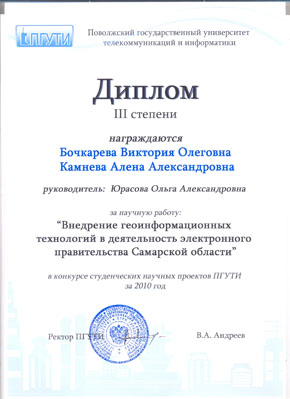 ПГУТИ
Поволжский государственный университет
телекоммуникаций и информатики
Диплом
III степени
награждаются
Бочкарева Виктория Олеговна
Камнева Алена Александровна
руководитель: Юрасова Ольга Александровна
за научную работу:
“Внедрение геоинформационных
технологий в деятельность электронного
правительства Самарской области”
в конкурсе студенческих научных проектов ПГУТИ
за 2010 год
Ректор ПГУТИ
В.А. Андреев